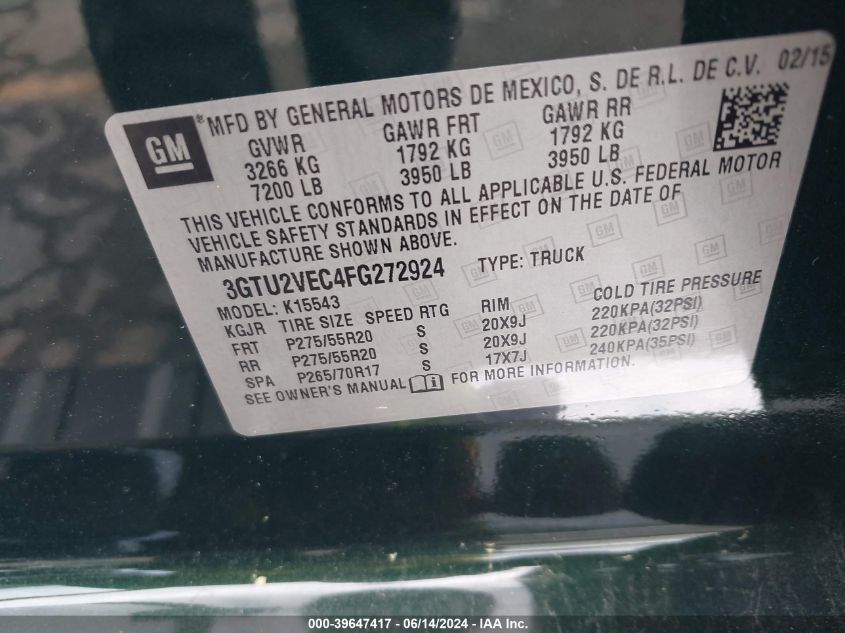 GM
®MFD BY GENERAL MOTORS DE MEXICO, S. DE R.L. DE C.V. 02/15
GVWR GAWR FRT GAWR RR
3266 KG 1792 KG 1792 KG
7200 LB 3950 LB 3950 LB
THIS VEHICLE CONFORMS TO ALL APPLICABLE U.S. FEDERAL MOTOR
VEHICLE SAFETY STANDARDS IN EFFECT ON THE DATE OF
MANUFACTURE SHOWN ABOVE.
3GTU2VEC4FG272924 TYPE: TRUCK
MODEL: K15543
KGJR TIRE SIZE SPEED RTG RIM COLD TIRE PRESSURE
FRT P275/55R20 S 20X9J 220KPA(32PSI)
RR P275/55R20 S 20X9J 220KPA(32PSI)
SPA P265/70R17 S 17X7J 240KPA(35PSI)
SEE OWNER'S MANUAL i FOR MORE INFORMATION.
000-39647417 - 06/14/2024 - IAA Inc.